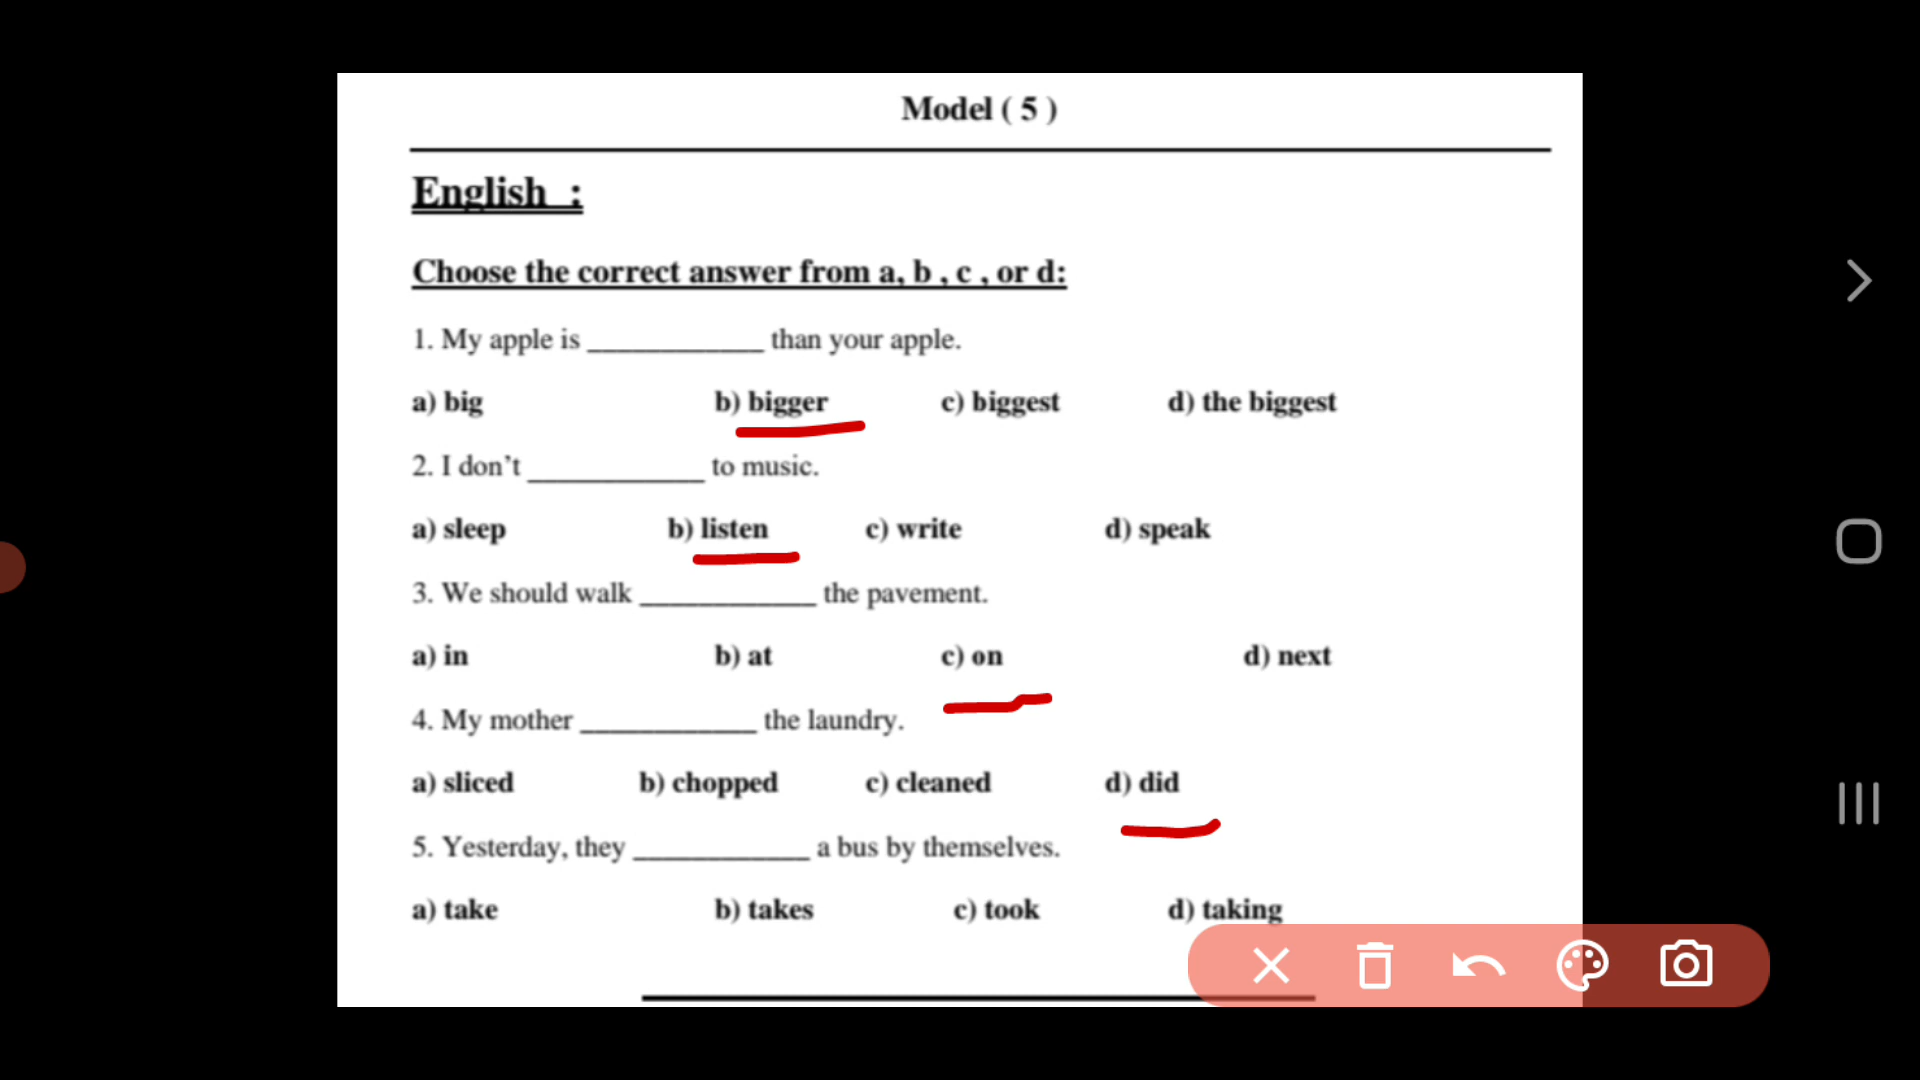 Model ( 5 )
English :
Choose the correct answer from a, b , c , or d:
1. My apple is ____________ than your apple.
a) big b) bigger c) biggest d) the biggest
2. I don’t ____________ to music.
a) sleep b) listen c) write d) speak
3. We should walk ____________ the pavement.
a) in b) at c) on d) next
4. My mother ____________ the laundry.
a) sliced b) chopped c) cleaned d) did
5. Yesterday, they ____________ a bus by themselves.
a) take b) takes c) took d) taking